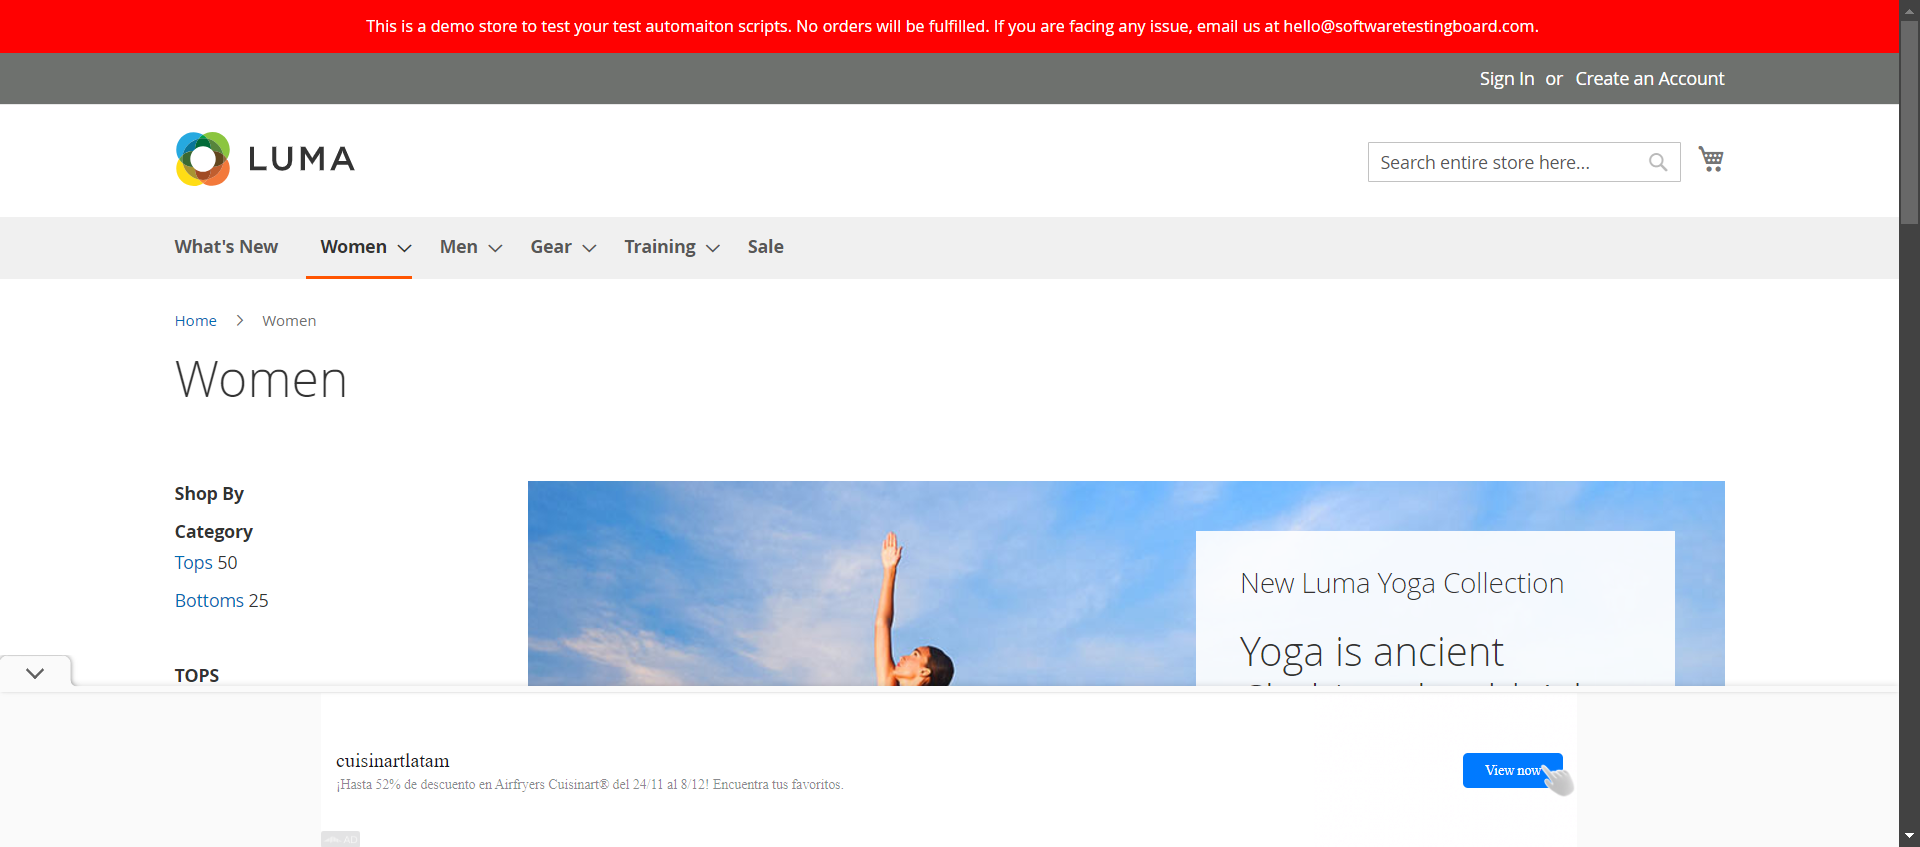 This is a demo store to test your test automaiton scripts. No orders will be fulfilled. If you are facing any issue, email us at hello@softwaretestingboard.com.
Sign In or Create an Account
LUMA
Search entire store here...
What's New Women Men Gear Training Sale
Home Women
Women
Shop By
Category
Tops 50
Bottoms 25
TOPS
New Luma Yoga Collection
Yoga is ancient
cuisinartlatam
¡Hasta 52% de descuento en Airfryers Cuisinart® del 24/11 al 8/12! Encuentra tus favoritos.
View now
AD